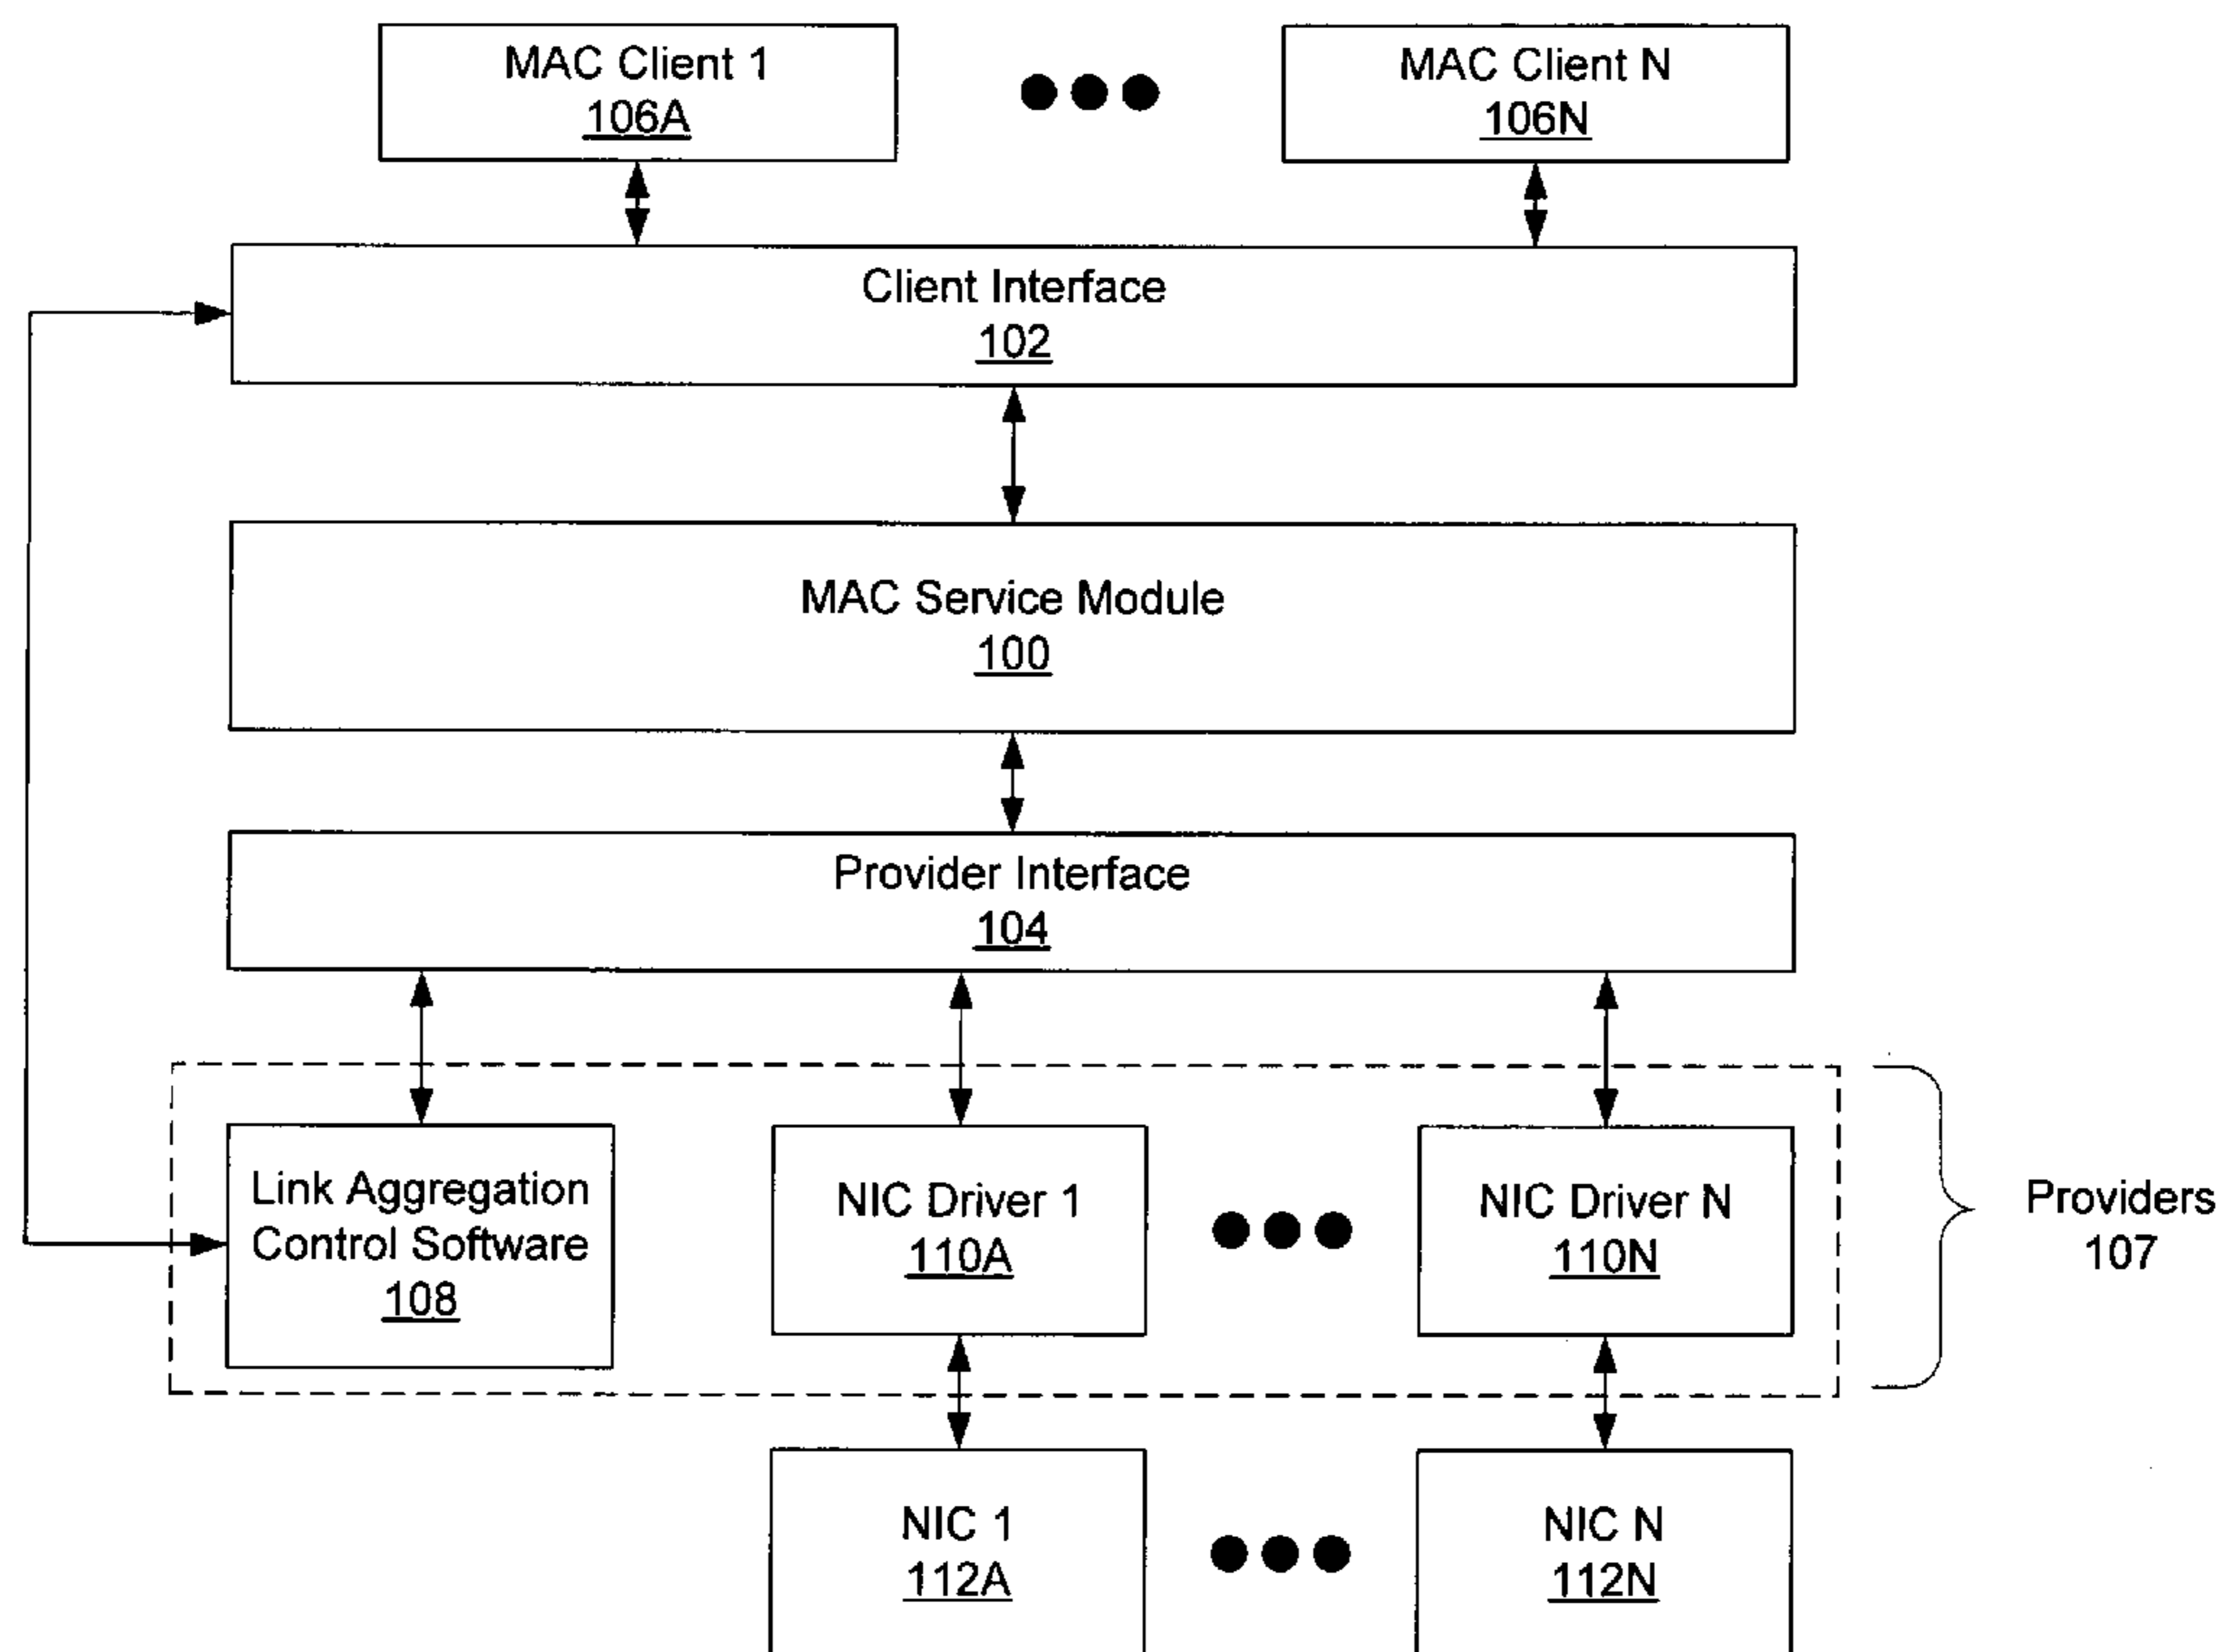 MAC Client 1
106A
MAC Client N
106N
Client Interface
102
MAC Service Module
100
Provider Interface
104
Link Aggregation
Control Software
108
NIC Driver 1
110A
NIC Driver N
110N
Providers
107
NIC 1
112A
NIC N
112N